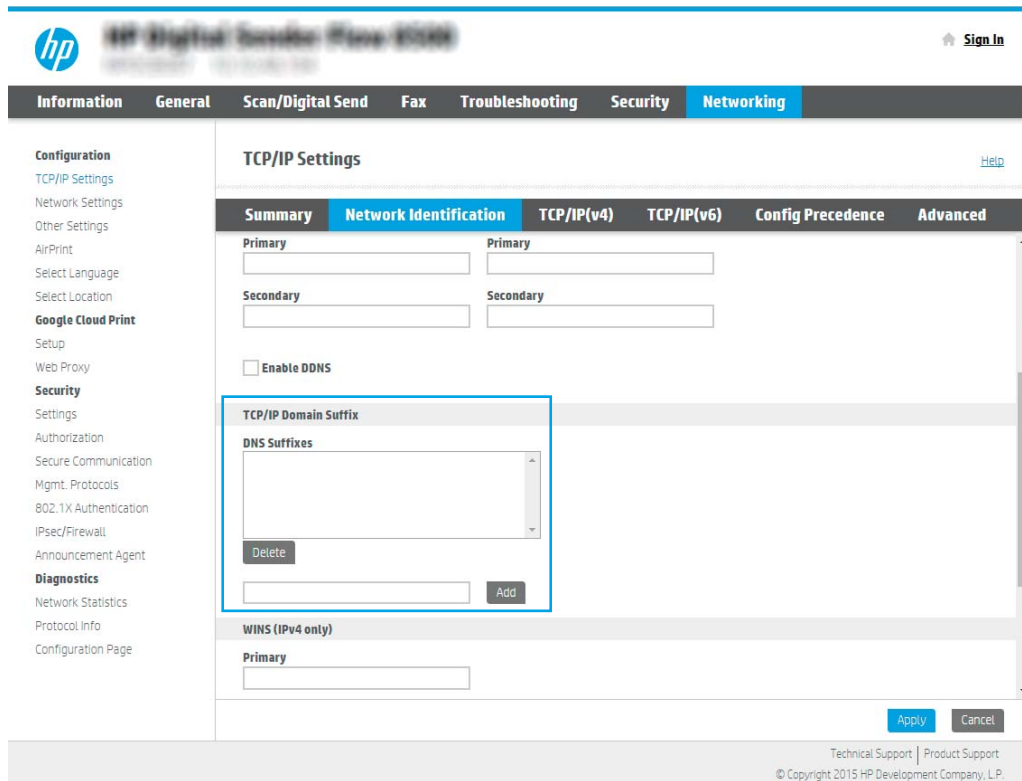 hp
Sign In
Information General Scan/Digital Send Fax Troubleshooting Security Networking
Configuration
TCP/IP Settings
Network Settings
Other Settings
AirPrint
Select Language
Select Location
Google Cloud Print
Setup
Web Proxy
Security
Settings
Authorization
Secure Communication
Mgmt. Protocols
802.1X Authentication
IPsec/Firewall
Announcement Agent
Diagnostics
Network Statistics
Protocol Info
Configuration Page
TCP/IP Settings
Help
Summary Network Identification TCP/IP(v4) TCP/IP(v6) Config Precedence Advanced
Primary Primary
Secondary Secondary
Enable DDNS
TCP/IP Domain Suffix
DNS Suffixes
Delete
Add
WINS (IPv4 only)
Primary
Apply Cancel
Technical Support | Product Support
© Copyright 2015 HP Development Company, L.P.